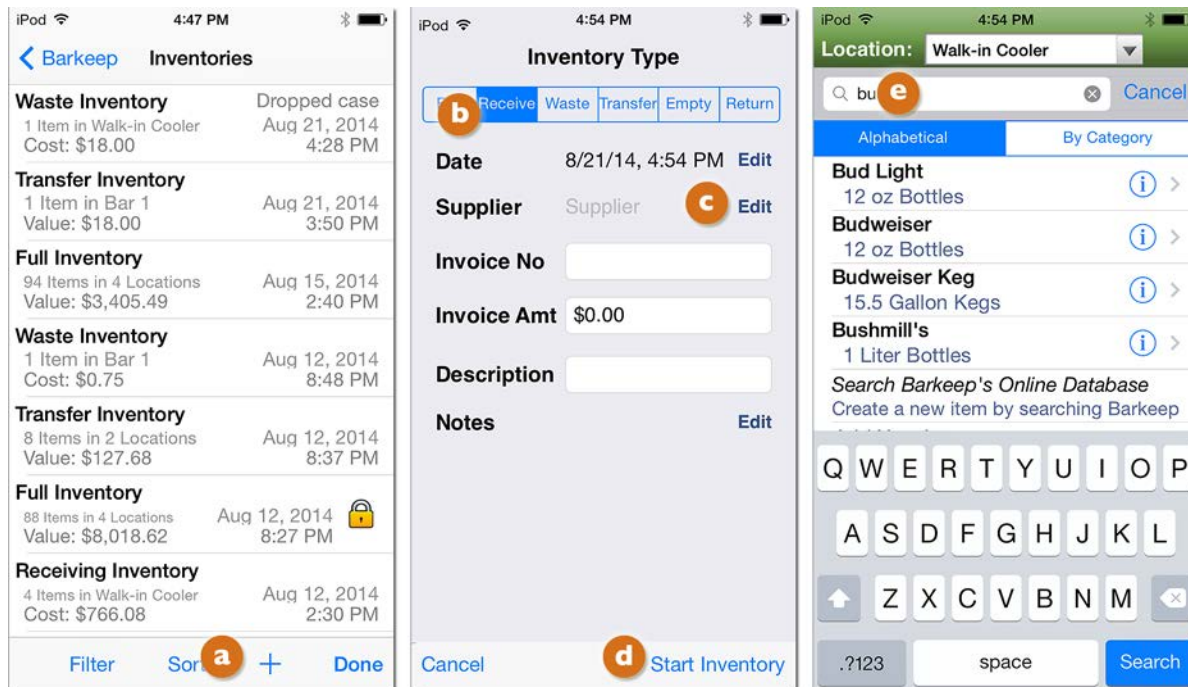 iPod 4:47 PM
Barkeep Inventories
Waste Inventory Dropped case
1 Item in Walk-in Cooler Aug 21, 2014
Cost: $18.00 4:28 PM
Transfer Inventory
1 Item in Bar 1 Aug 21, 2014
Value: $18.00 3:50 PM
Full Inventory
94 Items in 4 Locations Aug 15, 2014
Value: $3,405.49 2:40 PM
Waste Inventory
1 Item in Bar 1 Aug 12, 2014
Cost: $0.75 8:48 PM
Transfer Inventory
8 Items in 2 Locations Aug 12, 2014
Value: $127.68 8:37 PM
Full Inventory
88 Items in 4 Locations Aug 12, 2014
Value: $8,018.62 8:27 PM
Receiving Inventory
4 Items in Walk-in Cooler Aug 12, 2014
Cost: $766.08 2:30 PM
Filter Sor a + Done
iPod 4:54 PM
Inventory Type
b Receive Waste Transfer Empty Return
Date 8/21/14, 4:54 PM Edit
Supplier Supplier c Edit
Invoice No
Invoice Amt $0.00
Description
Notes Edit
Cancel d Start Inventory
iPod 4:54 PM
Location: Walk-in Cooler
bu e Cancel
Alphabetical By Category
Bud Light
12 oz Bottles
Budweiser
12 oz Bottles
Budweiser Keg
15.5 Gallon Kegs
Bushmill's
1 Liter Bottles
Search Barkeep's Online Database
Create a new item by searching Barkeep
Q W E R T Y U I O P
A S D F G H J K L
Z X C V B N M
.?123 space Search